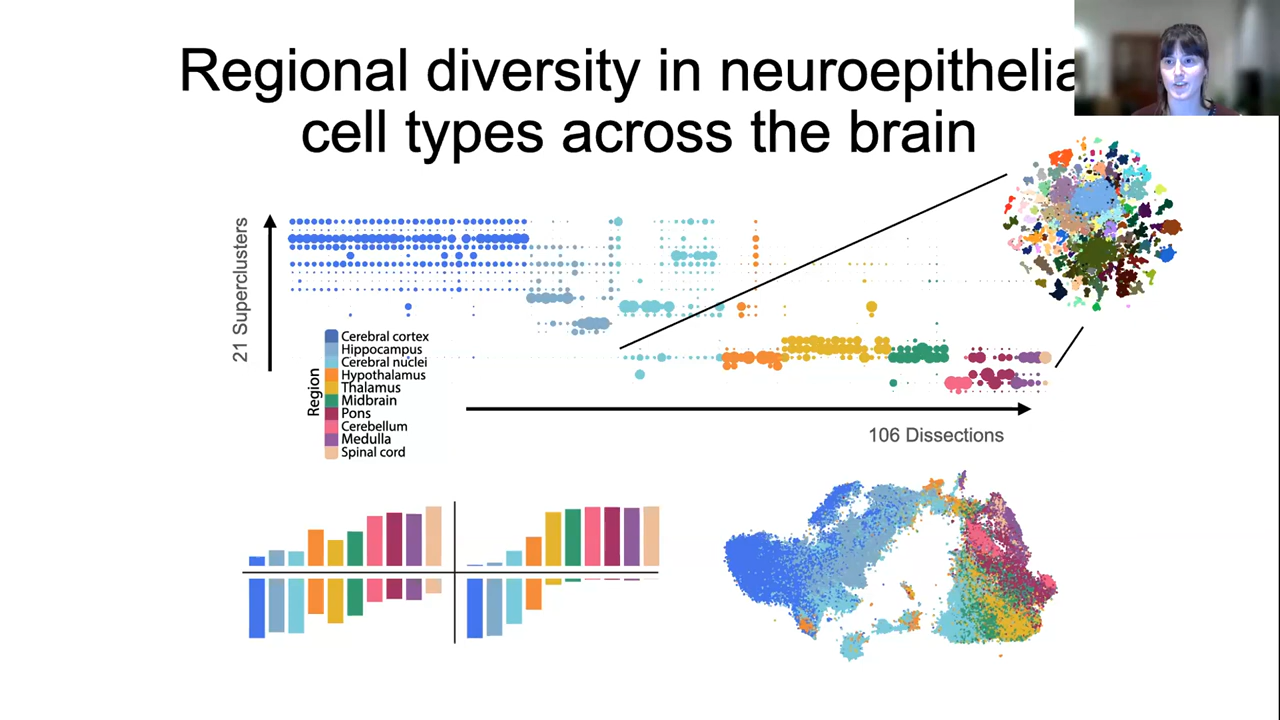 Regional diversity in neuroepithelia
cell types across the brain
21 Superclusters
Region
Cerebral cortex
Hippocampus
Cerebral nuclei
Hypothalamus
Thalamus
Midbrain
Pons
Cerebellum
Medulla
Spinal cord
106 Dissections